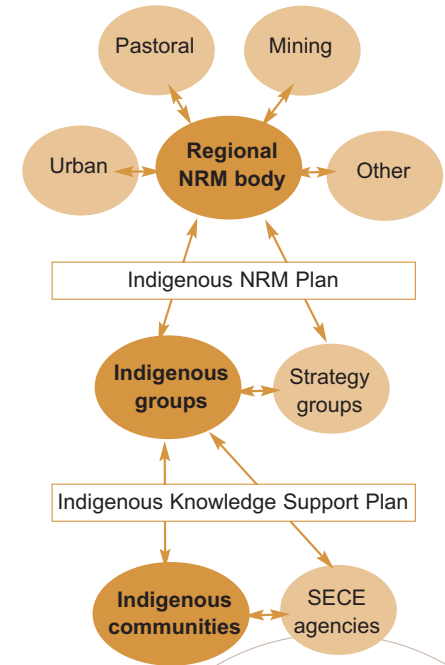 Pastoral
Mining
Urban
Regional
NRM body
Other
Indigenous NRM Plan
Indigenous
groups
Strategy
groups
Indigenous Knowledge Support Plan
Indigenous
communities
SECE
agencies